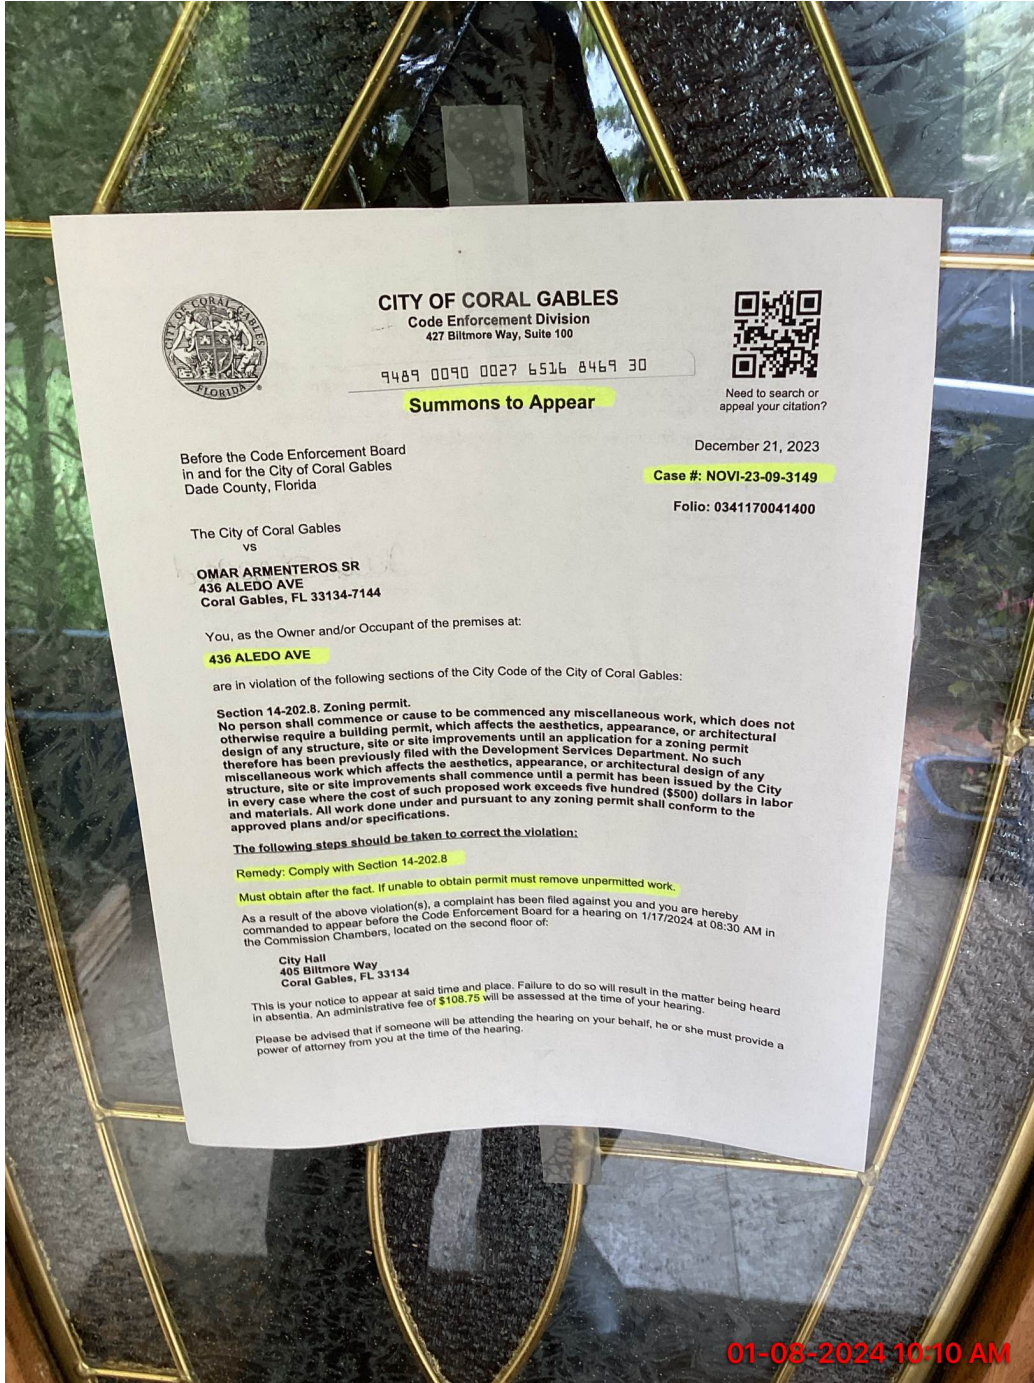 CITY OF CORAL GABLES
FLORIDA
CITY OF CORAL GABLES
Code Enforcement Division
427 Biltmore Way, Suite 100
9489 0090 0027 6516 8469 30
Summons to Appear
Need to search or
appeal your citation?
Before the Code Enforcement Board
in and for the City of Coral Gables
Dade County, Florida
December 21, 2023
Case #: NOVI-23-09-3149
Folio: 0341170041400
The City of Coral Gables
vs
OMAR ARMENTEROS SR
436 ALEDO AVE
Coral Gables, FL 33134-7144
You, as the Owner and/or Occupant of the premises at:
436 ALEDO AVE
are in violation of the following sections of the City Code of the City of Coral Gables:
Section 14-202.8. Zoning permit.
No person shall commence or cause to be commenced any miscellaneous work, which does not
otherwise require a building permit, which affects the aesthetics, appearance, or architectural
design of any structure, site or site improvements until an application for a zoning permit
therefore has been previously filed with the Development Services Department. No such
miscellaneous work which affects the aesthetics, appearance, or architectural design of any
structure, site or site improvements shall commence until a permit has been issued by the City
in every case where the cost of such proposed work exceeds five hundred ($500) dollars in labor
and materials. All work done under and pursuant to any zoning permit shall conform to the
approved plans and/or specifications.
The following steps should be taken to correct the violation:
Remedy: Comply with Section 14-202.8
Must obtain after the fact. If unable to obtain permit must remove unpermitted work.
As a result of the above violation(s), a complaint has been filed against you and you are hereby
commanded to appear before the Code Enforcement Board for a hearing on 1/17/2024 at 08:30 AM in
the Commission Chambers, located on the second floor of:
City Hall
405 Biltmore Way
Coral Gables, FL 33134
This is your notice to appear at said time and place. Failure to do so will result in the matter being heard
in absentia. An administrative fee of $108.75 will be assessed at the time of your hearing.
Please be advised that if someone will be attending the hearing on your behalf, he or she must provide a
power of attorney from you at the time of the hearing.
01-08-2024 10:10 AM